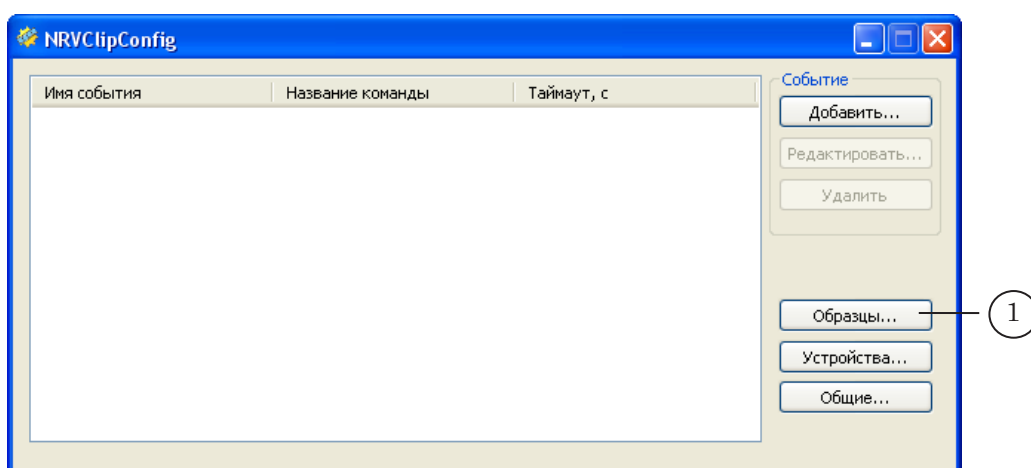 NRVClipConfig
Имя события Название команды Таймаут, с
Событие
Добавить...
Редактировать...
Удалить
Образцы...
1
Устройства...
Общие...